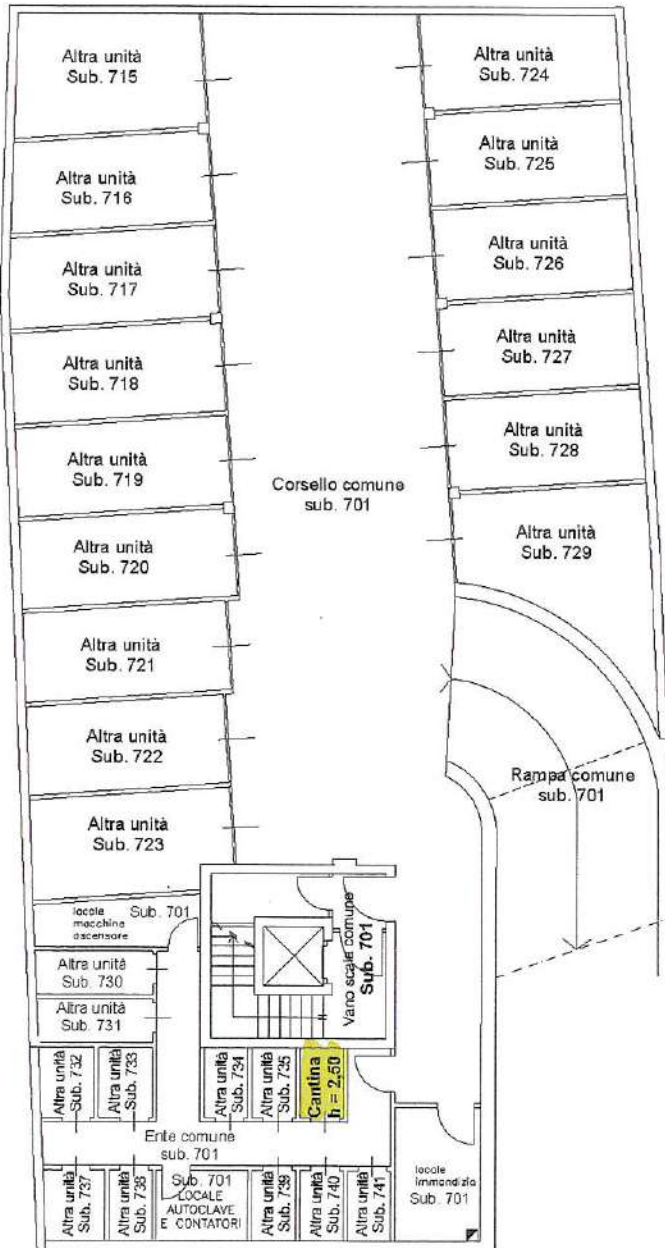 Altra unità
Sub. 715
Altra unità
Sub. 724
Altra unità
Sub. 725
Altra unità
Sub. 716
Altra unità
Sub. 726
Altra unità
Sub. 717
Altra unità
Sub. 727
Altra unità
Sub. 718
Altra unità
Sub. 728
Altra unità
Sub. 719
Corsello comune
sub. 701
Altra unità
Sub. 729
Altra unità
Sub. 720
Altra unità
Sub. 721
Altra unità
Sub. 722
Rampa comune
sub. 701
Altra unità
Sub. 723
locale
macchina
ascensore
Sub. 701
Vano scala comune
Sub. 701
Altra unità
Sub. 730
Altra unità
Sub. 731
Altra unità
Sub. 732
Altra unità
Sub. 733
Altra unità
Sub. 734
Altra unità
Sub. 735
Cantina
h = 2,50
Ente comune
sub. 701
Altra unità
Sub. 737
Altra unità
Sub. 738
Sub. 701
LOCALE
AUTOCLAVE
E CONTATORI
Altra unità
Sub. 739
Altra unità
Sub. 740
Altra unità
Sub. 741
locale
immondizia
Sub. 701